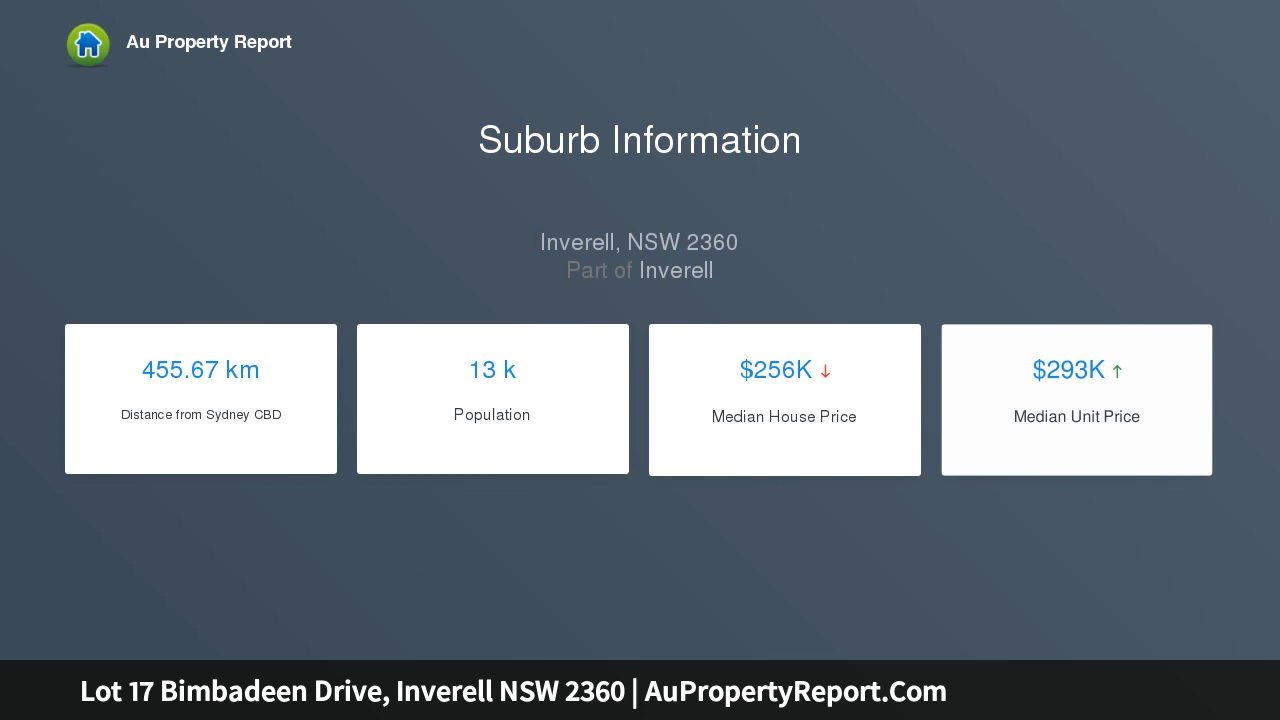 Au Property Report
Suburb Information
Inverell, NSW 2360
Part of Inverell
455.67 km
Distance from Sydney CBD
13 k
Population
$256K ↓
Median House Price
$293K ↑
Median Unit Price
Lot 17 Bimbadeen Drive, Inverell NSW 2360 | AuPropertyReport.Com